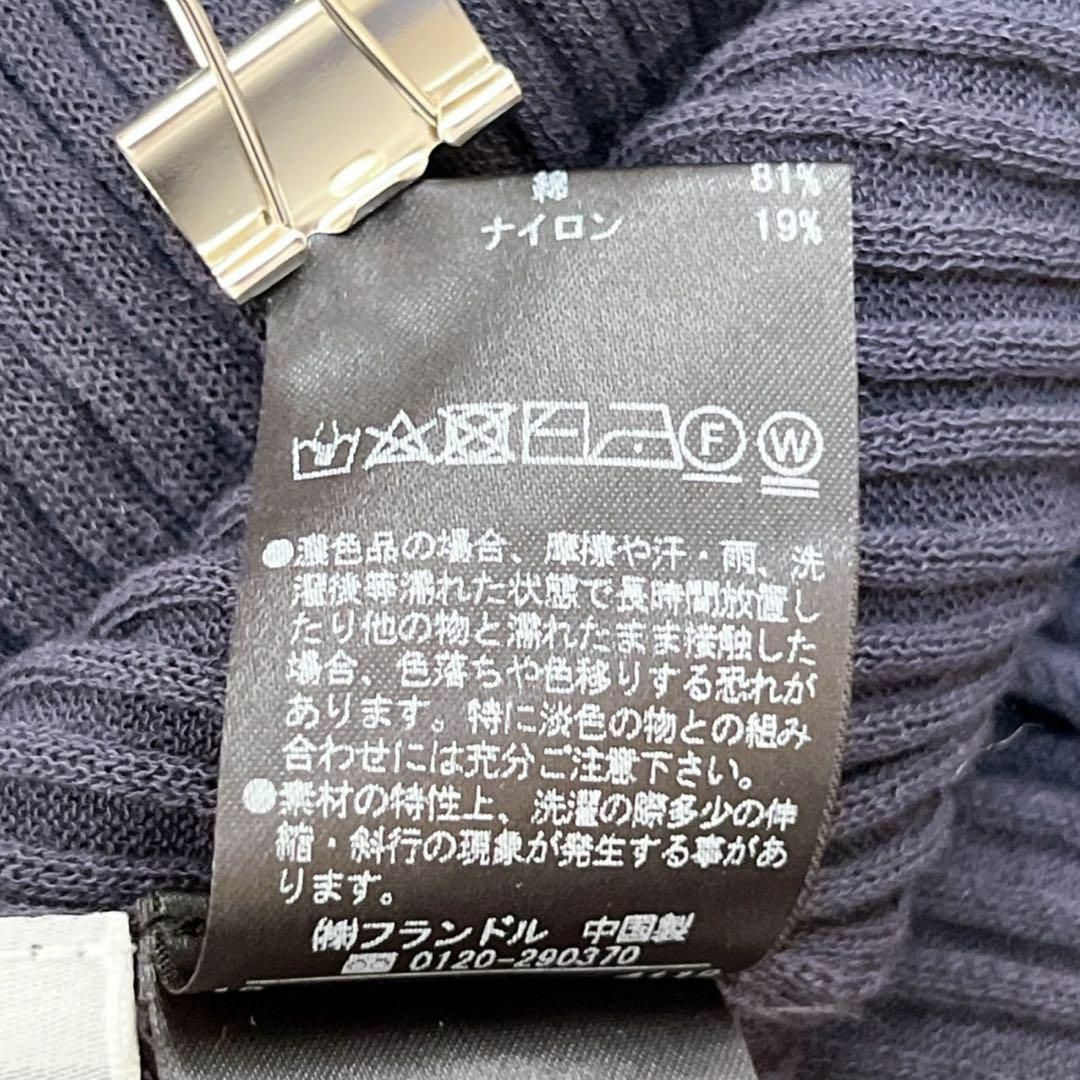 綿 81%
ナイロン 19%
F W
●濃色品の場合、摩擦や汗・雨、洗
濯後等濡れた状態で長時間放置し
たり他の物と濡れたまま接触した
場合、色落ちや色移りする恐れが
あります。特に淡色の物との組み
合わせには充分ご注意下さい。
●素材の特性上、洗濯の際多少の伸
縮・斜行の現象が発生する事があ
ります。
㈱フランドル 中国製
0120-290370